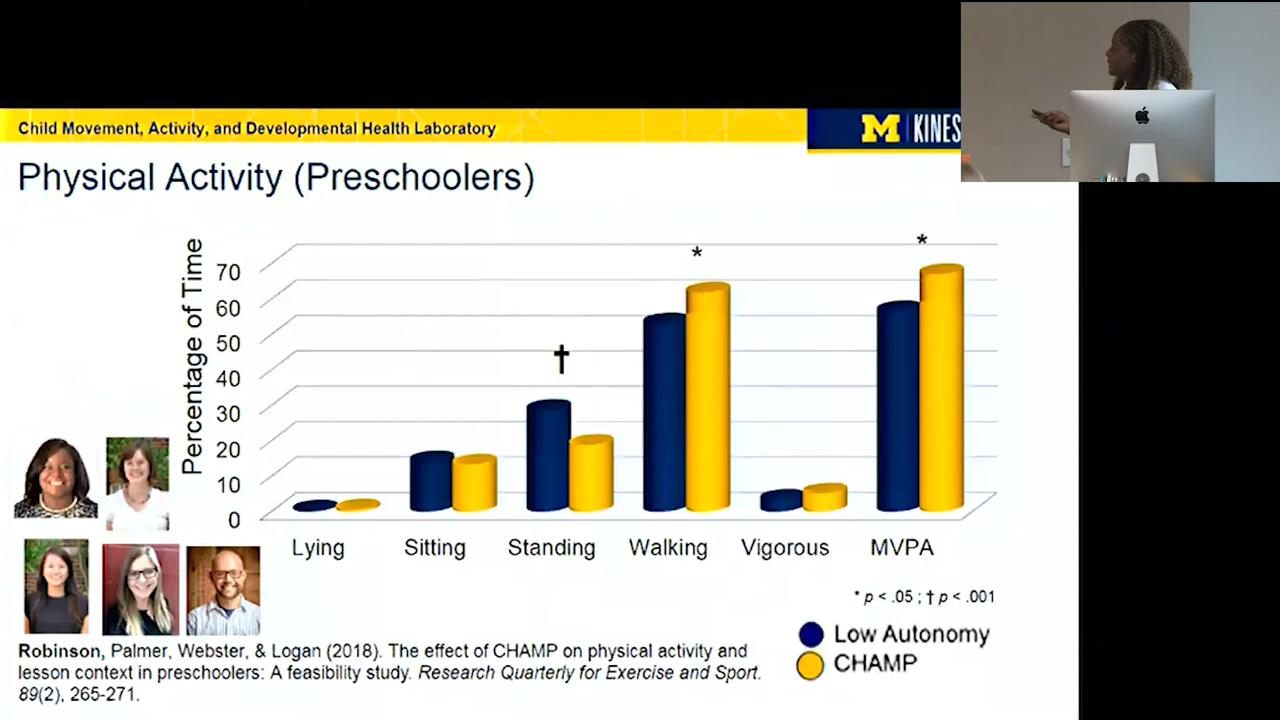 Child Movement, Activity, and Developmental Health Laboratory
M | KINES
Physical Activity (Preschoolers)
Percentage of Time
70
60
50
40
30
20
10
0
*
*
†
Lying Sitting Standing Walking Vigorous MVPA
* p < .05 ; † p < .001
Low Autonomy
CHAMP
Robinson, Palmer, Webster, & Logan (2018). The effect of CHAMP on physical activity and
lesson context in preschoolers: A feasibility study. Research Quarterly for Exercise and Sport.
89(2), 265-271.